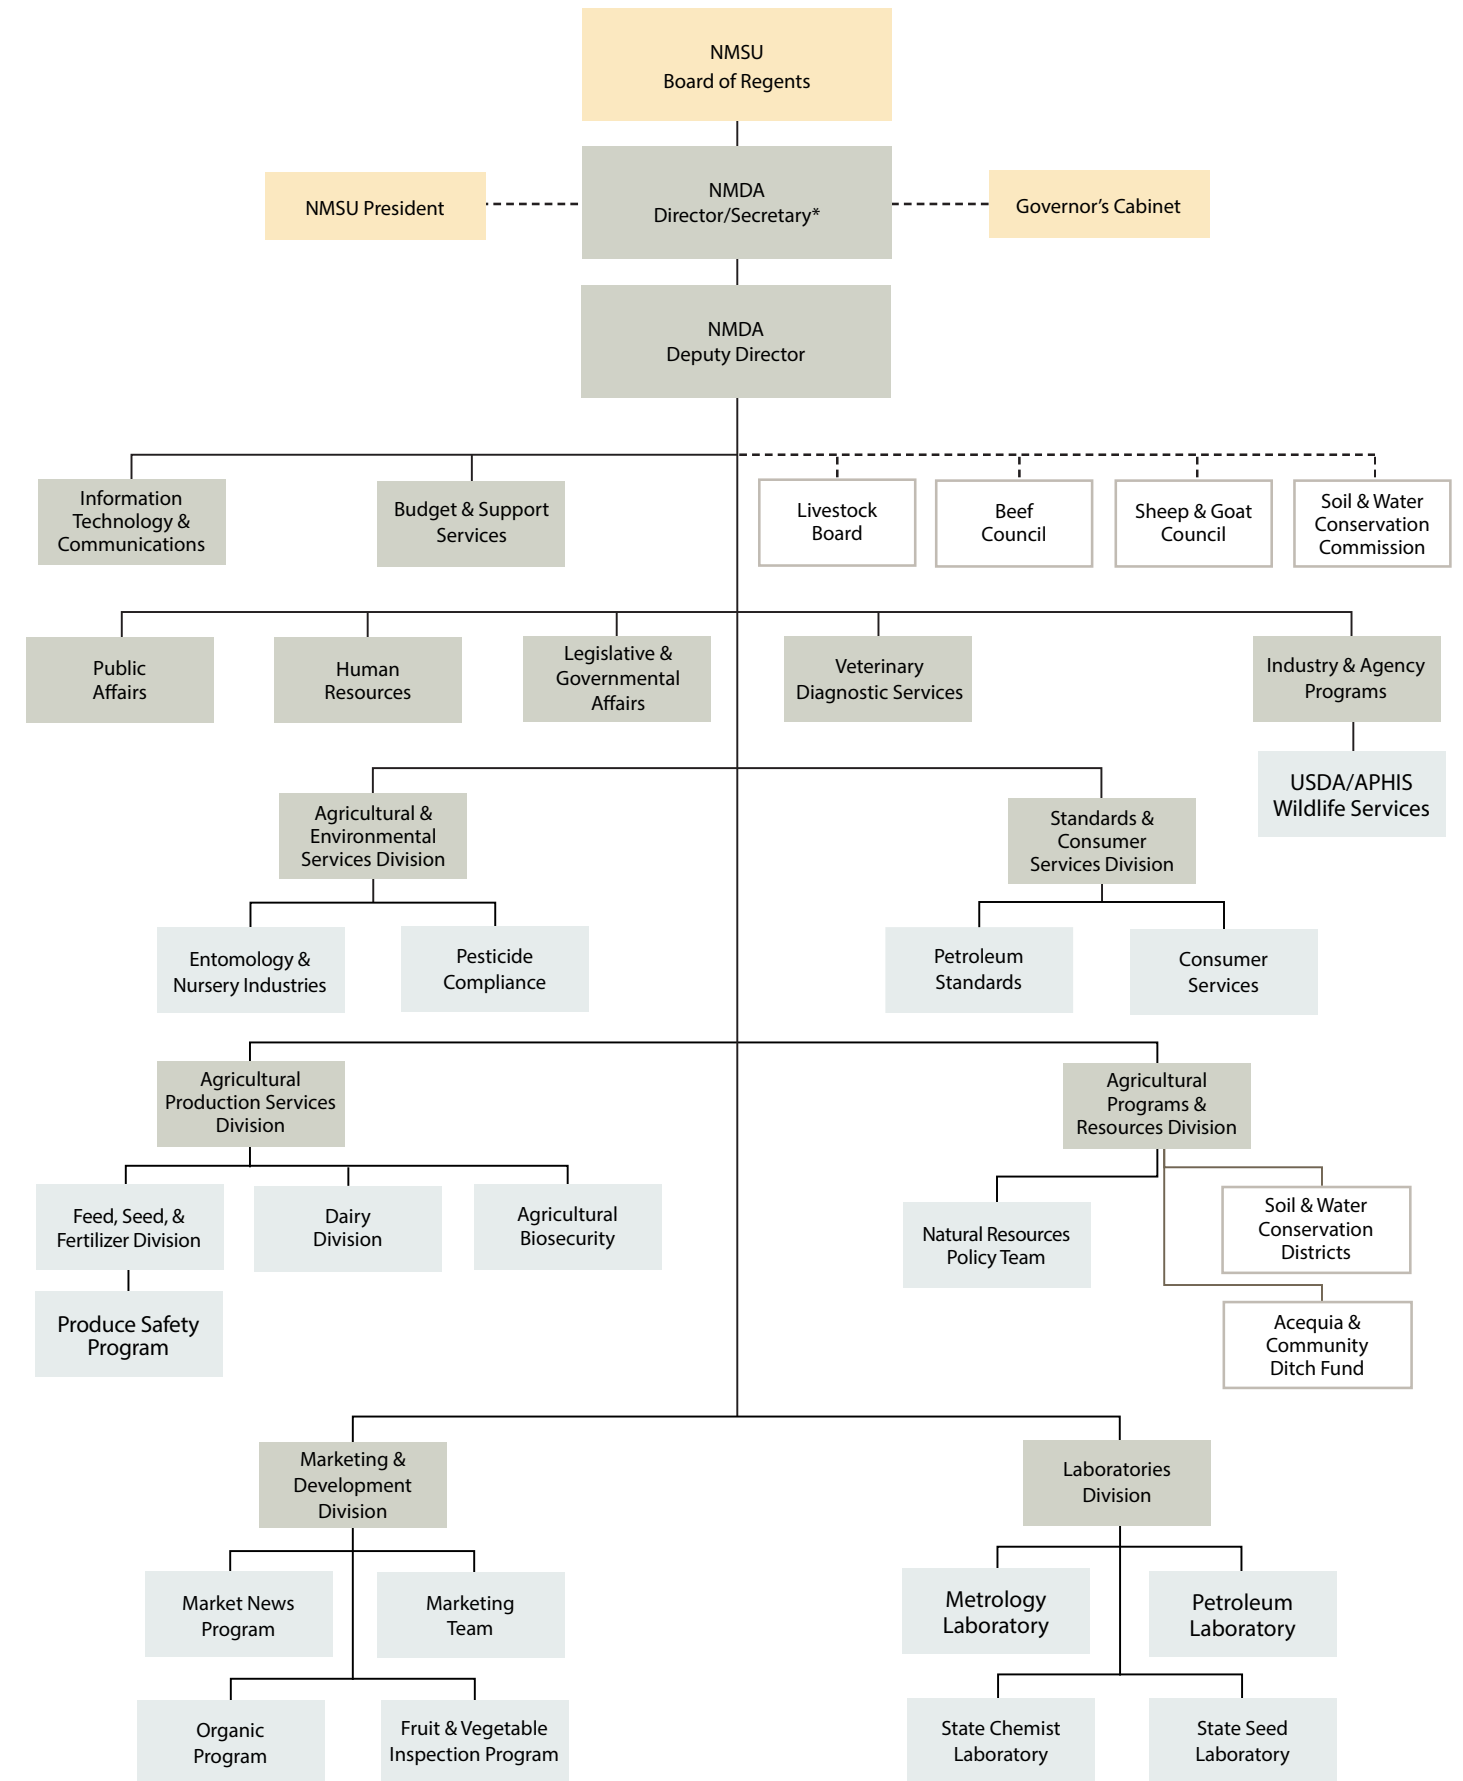 NMSU
Board of Regents
NMSU President
NMDA
Director/Secretary*
Governor's Cabinet
NMDA
Deputy Director
Information
Technology &
Communications
Budget & Support
Services
Livestock
Board
Beef
Council
Sheep & Goat
Council
Soil & Water
Conservation
Commission
Public
Affairs
Human
Resources
Legislative &
Governmental
Affairs
Veterinary
Diagnostic Services
Industry & Agency
Programs
USDA/APHIS
Wildlife Services
Agricultural &
Environmental
Services Division
Standards &
Consumer
Services Division
Entomology &
Nursery Industries
Pesticide
Compliance
Petroleum
Standards
Consumer
Services
Agricultural
Production Services
Division
Agricultural
Programs &
Resources Division
Feed, Seed, &
Fertilizer Division
Dairy
Division
Agricultural
Biosecurity
Natural Resources
Policy Team
Soil & Water
Conservation
Districts
Produce Safety
Program
Acequia &
Community
Ditch Fund
Marketing &
Development
Division
Laboratories
Division
Market News
Program
Marketing
Team
Metrology
Laboratory
Petroleum
Laboratory
Organic
Program
Fruit & Vegetable
Inspection Program
State Chemist
Laboratory
State Seed
Laboratory